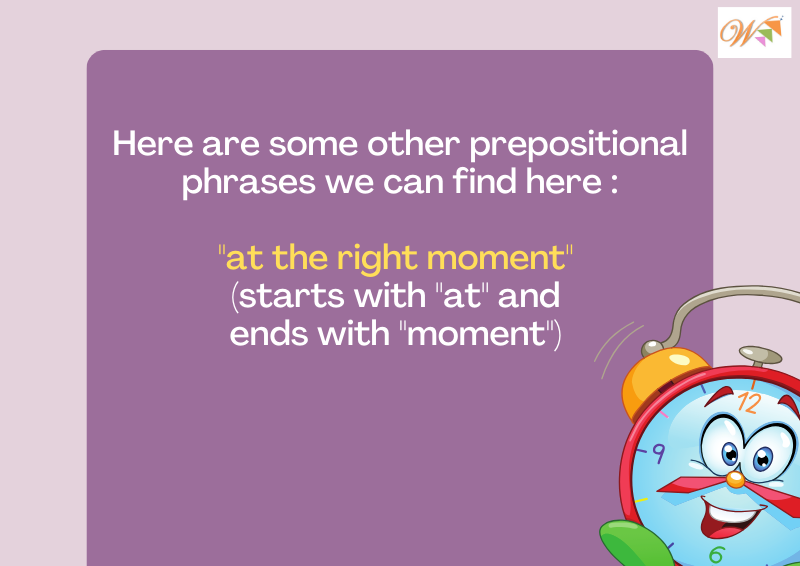 W
Here are some other prepositional
phrases we can find here :
"at the right moment"
(starts with "at" and
ends with "moment")
12
9
6